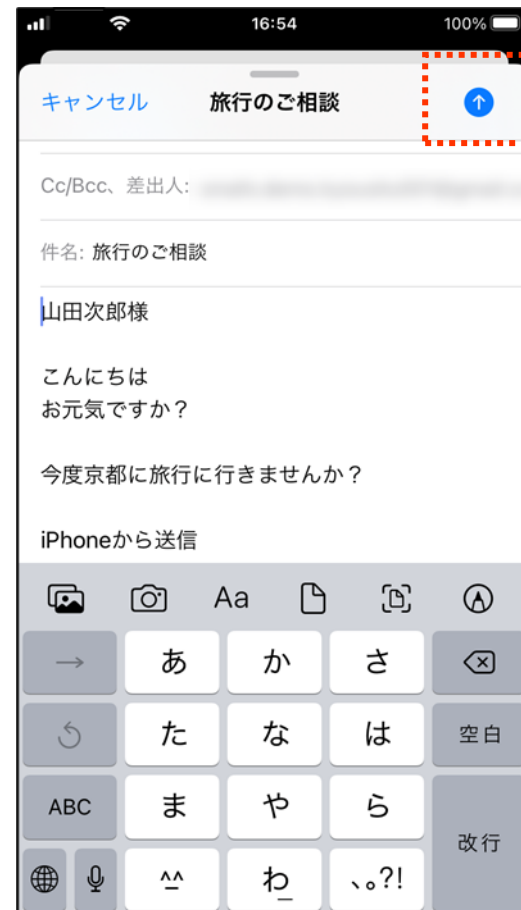 16:54 100%
キャンセル 旅行のご相談
Cc/Bcc、差出人:
件名: 旅行のご相談
山田次郎様
こんにちは
お元気ですか？
今度京都に旅行に行きませんか？
iPhoneから送信
Aa
→ あ か さ
た な は 空白
ABC ま や ら 改行
^^ わ_ 、。?!